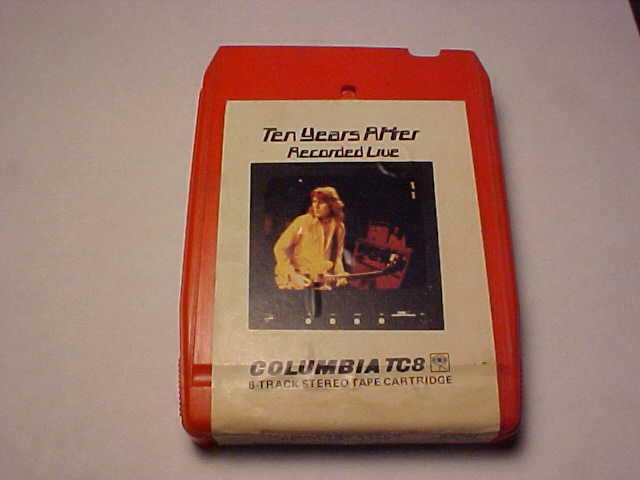 Ten Years After
Recorded Live
COLUMBIA TC8
8-TRACK STEREO TAPE CARTRIDGE